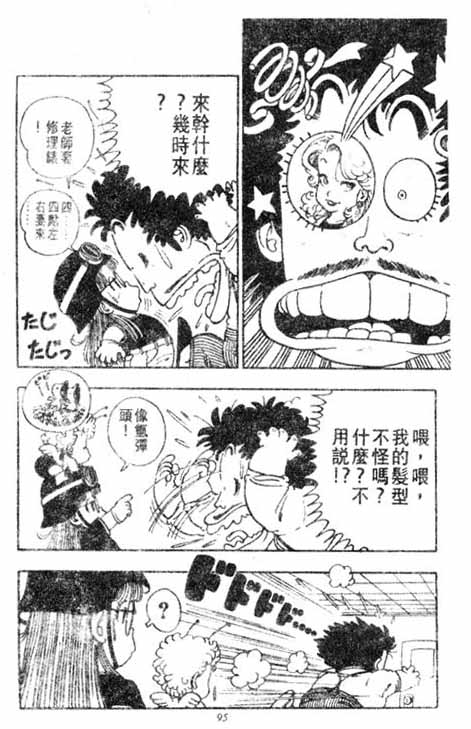 來幹什麼
？幾時來
？
老師要
修理錶
！
四……
四點左
右要來
たじ
たじっ
喂，喂，
我的髮型
不怪嗎？
什麼？不
用説!？
像 彈
頭！
ドドドド…
？
95